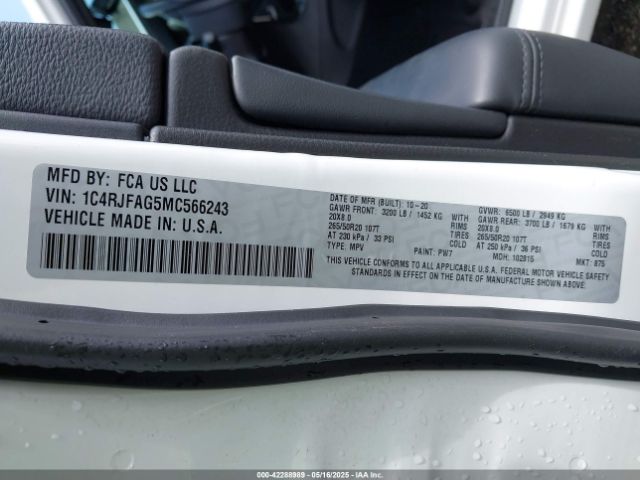 MFD BY: FCA US LLC
VIN: 1C4RJFAG5MC566243
VEHICLE MADE IN: U.S.A.
DATE OF MFR (BUILT): 10-20 GVWR: 6500 LB / 2949 KG
GAWR FRONT: 3200 LB / 1452 KG WITH GAWR REAR: 3700 LB / 1679 KG WITH
20X8.0 RIMS 20X8.0 RIMS
265/50R20 107T TIRES 265/50R20 107T TIRES
AT 230 kPa / 33 PSI COLD AT 250 kPa / 36 PSI COLD
TYPE: MPV PAINT: PW7 MDH: 102815 MKT: 875
THIS VEHICLE CONFORMS TO ALL APPLICABLE U.S.A. FEDERAL MOTOR VEHICLE SAFETY
STANDARDS IN EFFECT ON THE DATE OF MANUFACTURE SHOWN ABOVE.
000-42288989 - 05/16/2025 - IAAI.COM